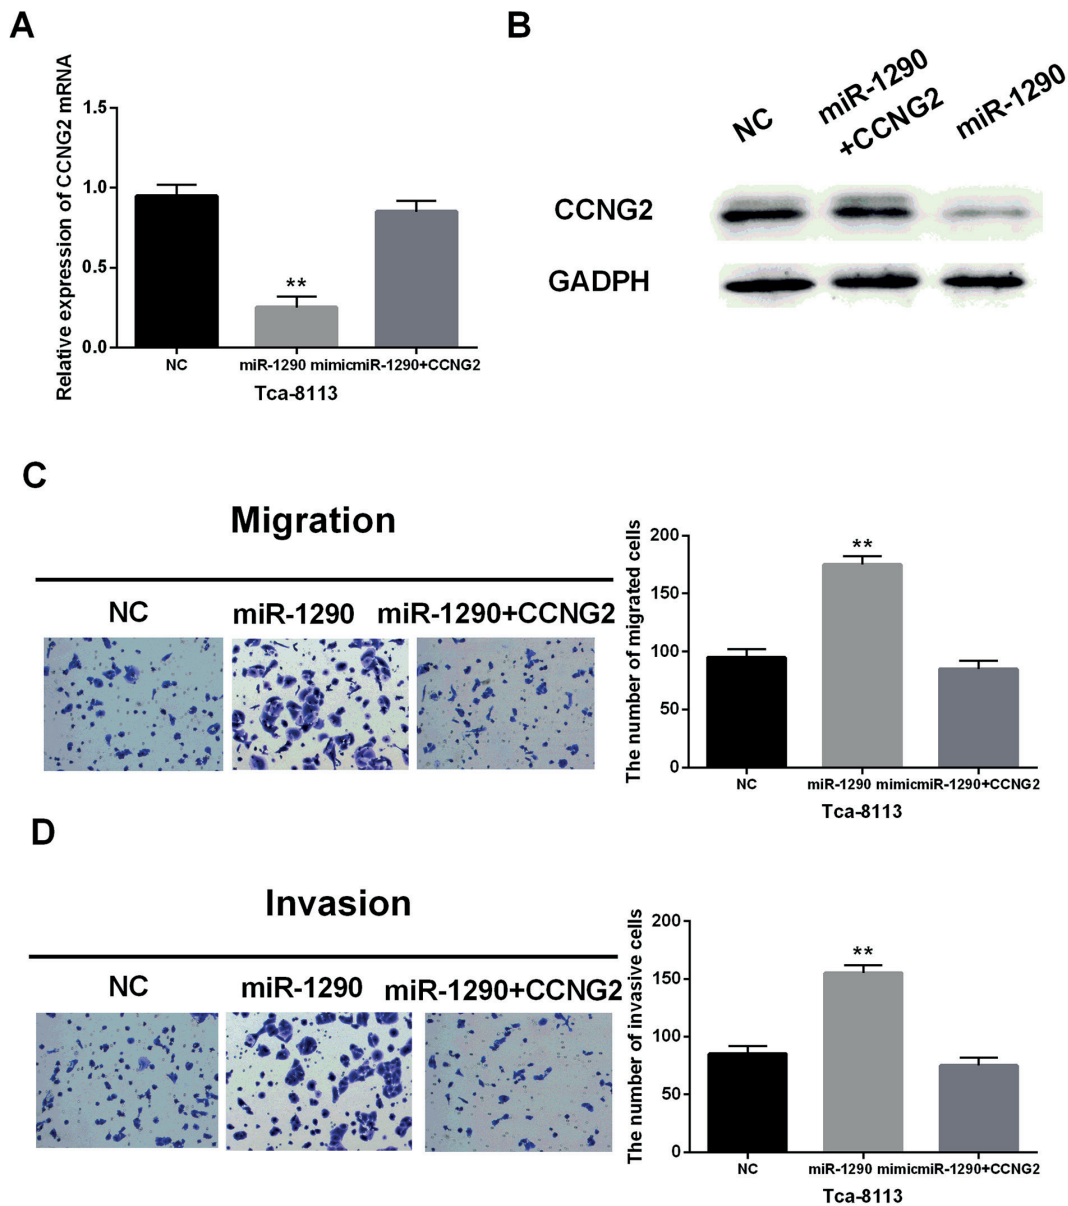 A
Relative expression of CCNG2 mRNA
1.5
1.0
0.5
0.0
**
NC
miR-1290 mimic
miR-1290+CCNG2
Tca-8113
B
NC
miR-1290
+CCNG2
miR-1290
CCNG2
GADPH
C
Migration
NC
miR-1290
miR-1290+CCNG2
The number of migrated cells
200
150
100
50
0
**
NC
miR-1290 mimic
miR-1290+CCNG2
Tca-8113
D
Invasion
NC
miR-1290
miR-1290+CCNG2
The number of invasive cells
200
150
100
50
0
**
NC
miR-1290 mimic
miR-1290+CCNG2
Tca-8113